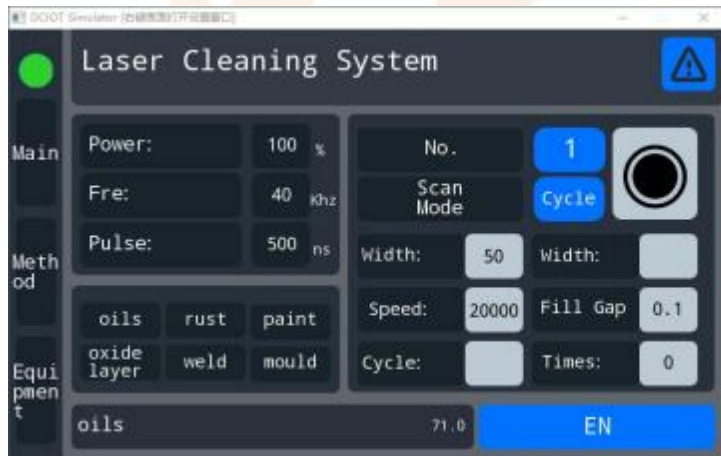 Laser Cleaning System
Main
Power: 100 %
Fre: 40 Khz
Pulse: 500 ns
No. 1
Scan
Mode
Cycle
Meth
od
Width: 50
Width:
Speed: 20000
Fill Gap 0.1
Cycle:
Times: 0
oils rust paint
oxide
layer
weld mould
Equi
pmen
t
oils 71.0
EN